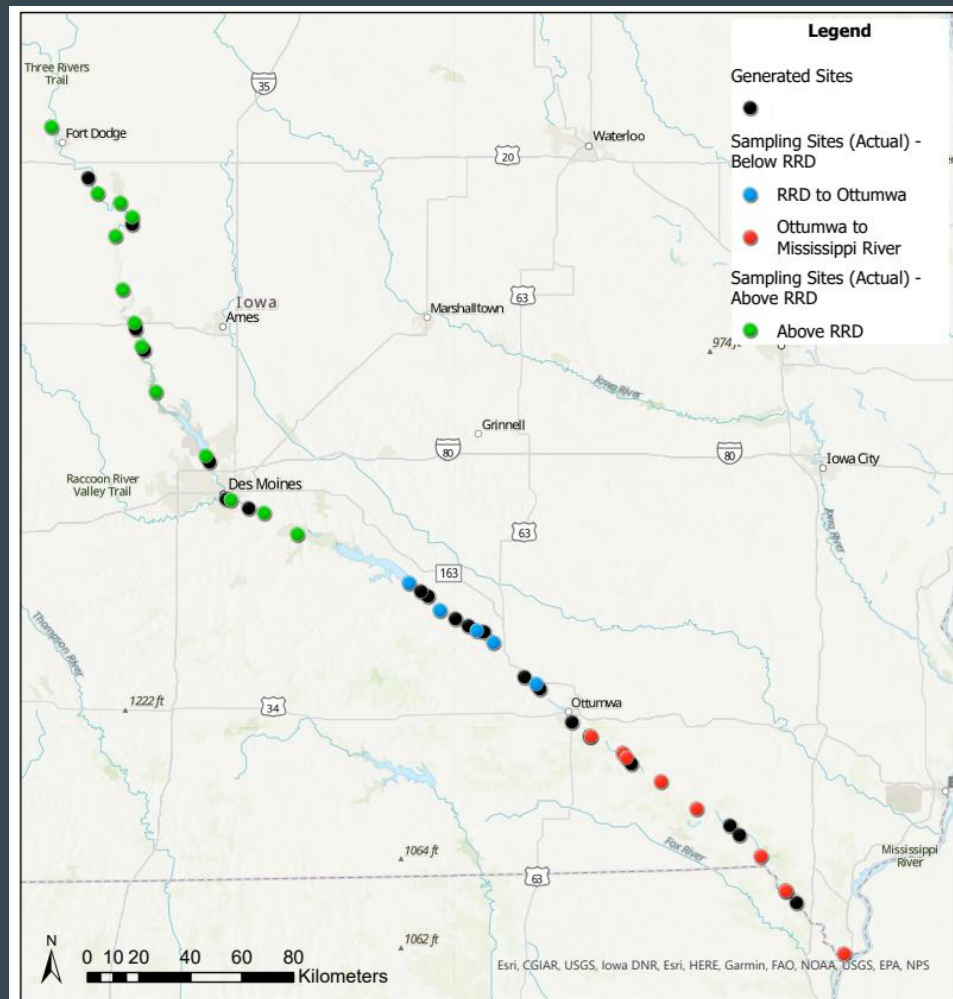 Legend
Generated Sites
Sampling Sites (Actual) -
Below RRD
RRD to Ottumwa
Ottumwa to
Mississippi River
Sampling Sites (Actual) -
Above RRD
Above RRD
Three Rivers
Trail
35
Fort Dodge
Waterloo
20
Iowa
63
Ames
Marshalltown
974 ft
Iowa River
Grinnell
80
80
Iowa City
Raccoon River
Valley Trail
Des Moines
63
Iowa River
163
Thompson River
1222 ft
34
Ottumwa
Fox River
1064 ft
63
Mississippi
River
N
0 10 20 40 60 80
Kilometers
1062 ft
Esri, CGIAR, USGS, Iowa DNR, Esri, HERE, Garmin, FAO, NOAA, USGS, EPA, NPS